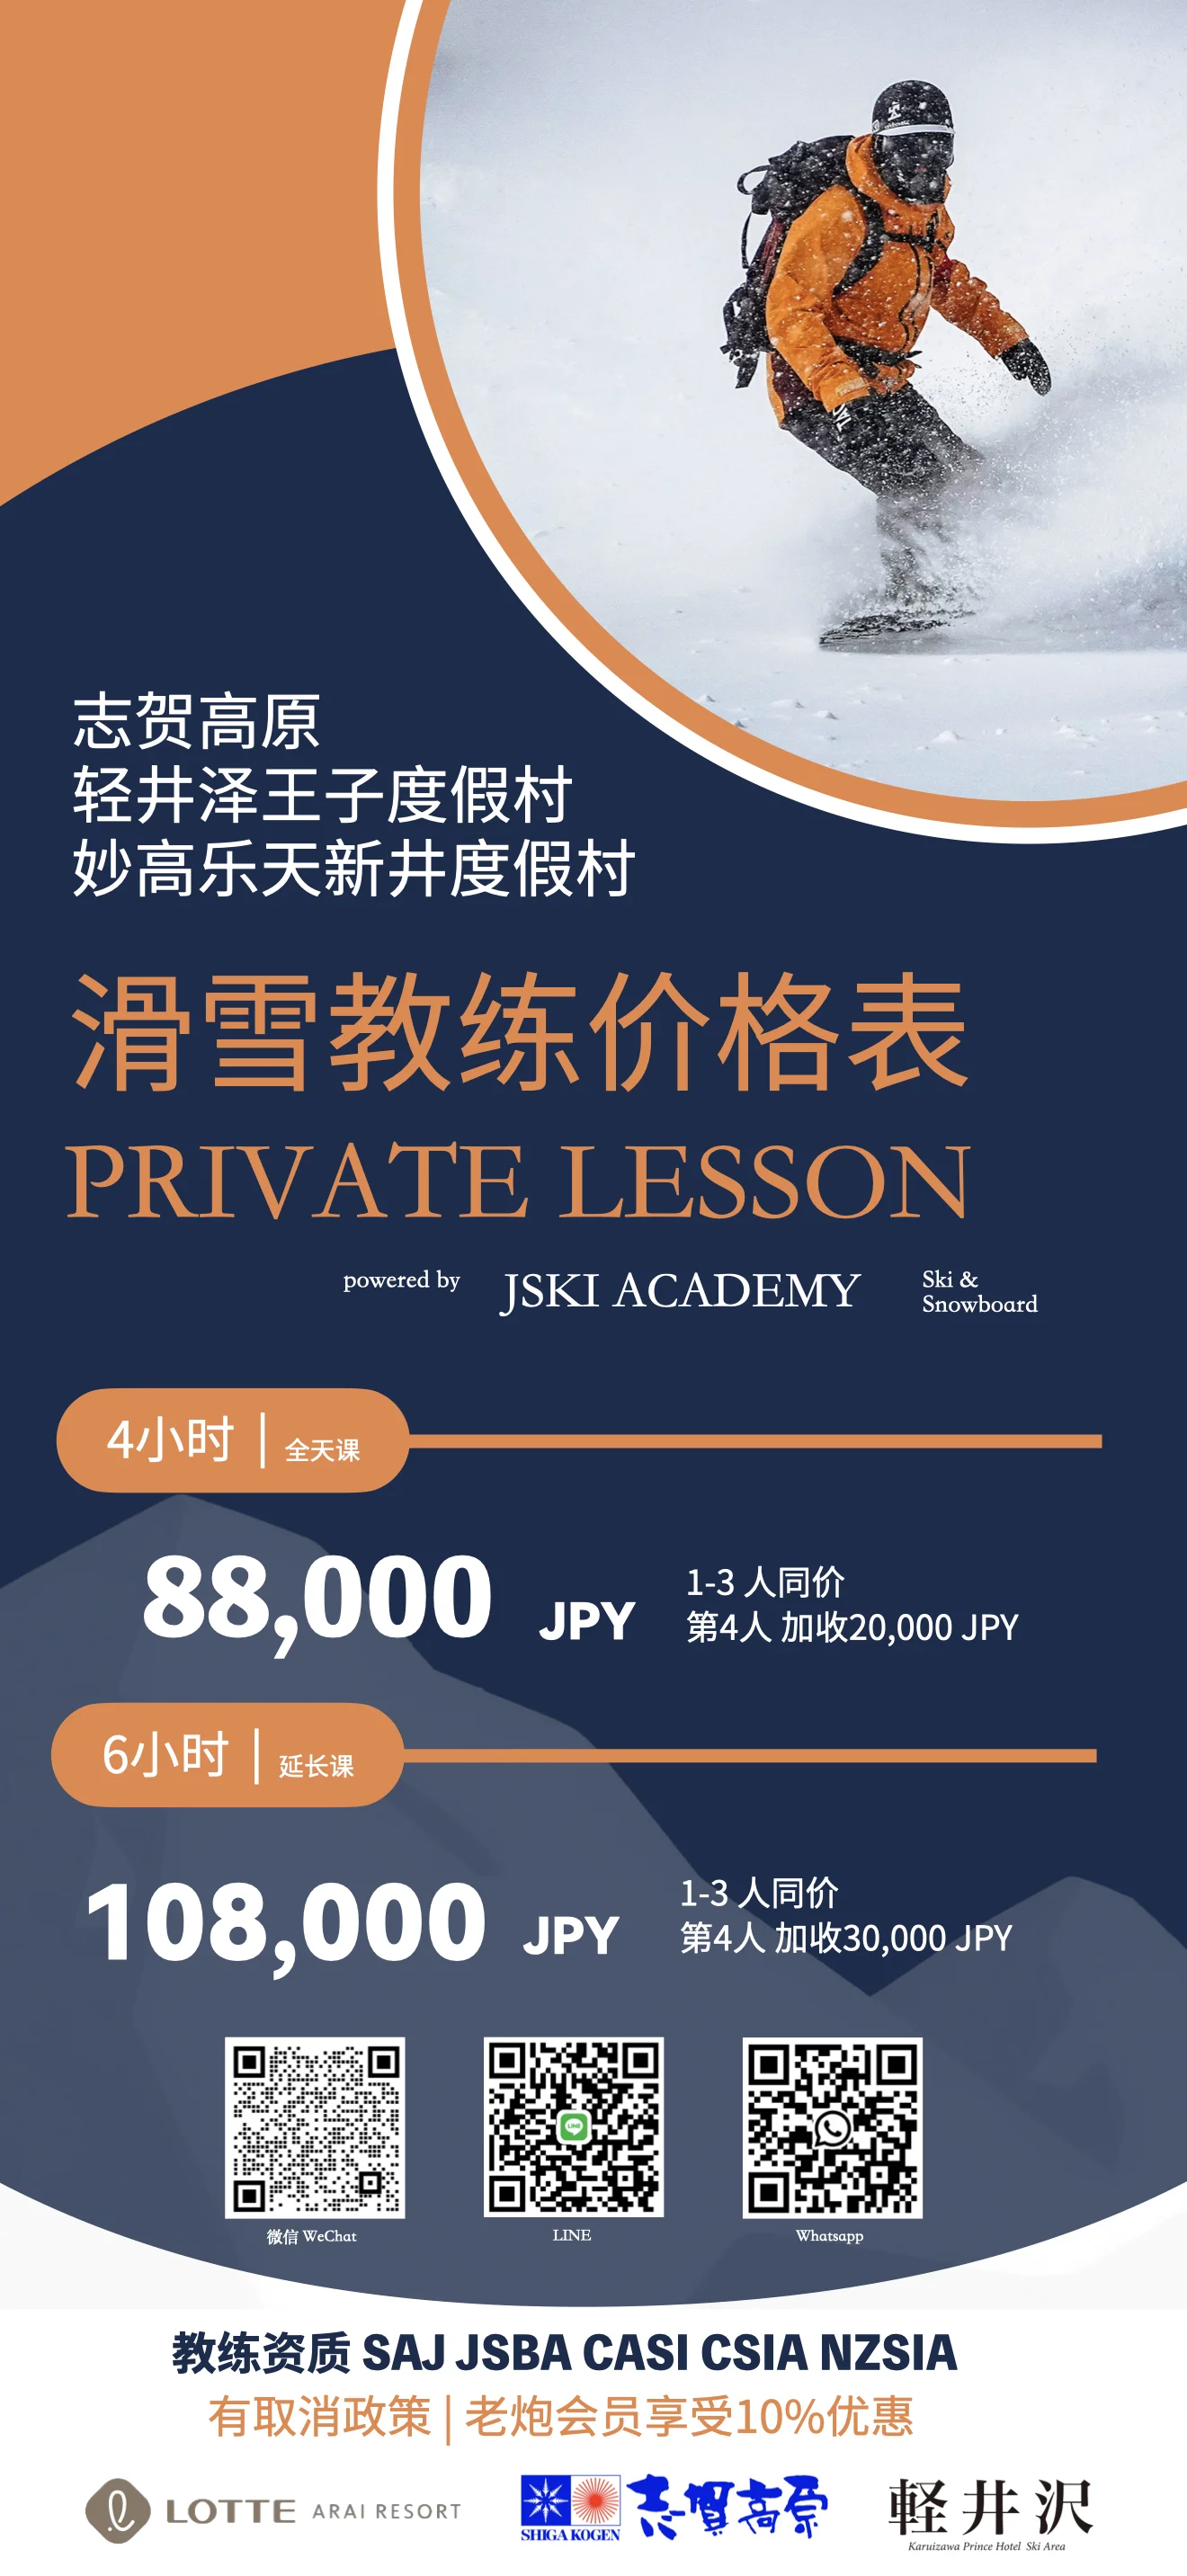 志贺高原
轻井泽王子度假村
妙高乐天新井度假村
滑雪教练价格表
PRIVATE LESSON
powered by JSKI ACADEMY Ski &
Snowboard
4小时 | 全天课
88,000 JPY
1-3 人同价
第4人 加收20,000 JPY
6小时 | 延长课
108,000 JPY
1-3 人同价
第4人 加收30,000 JPY
微信 WeChat
LINE
Whatsapp
教练资质 SAJ JSBA CASI CSIA NZSIA
有取消政策 | 老炮会员享受10%优惠
LOTTE ARAI RESORT
SHIGA KOGEN
志賀高原
軽井沢
Karuizawa Prince Hotel Ski Area